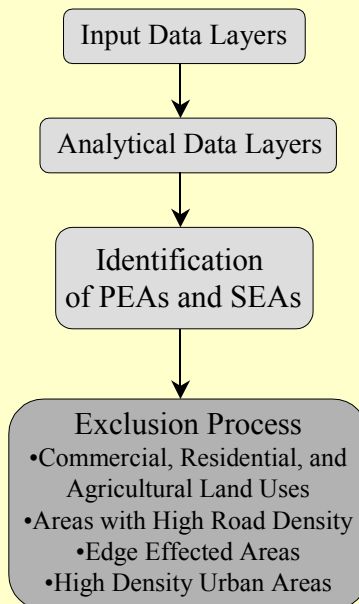 Input Data Layers
Analytical Data Layers
Identification
of PEAs and SEAs
Exclusion Process
•Commercial, Residential, and
Agricultural Land Uses
•Areas with High Road Density
•Edge Effected Areas
•High Density Urban Areas